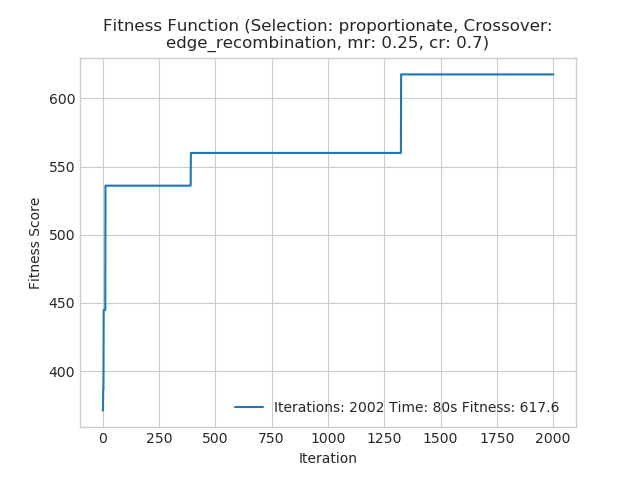 Fitness Function (Selection: proportionate, Crossover:
edge_recombination, mr: 0.25, cr: 0.7)
Fitness Score
600
550
500
450
400
Iterations: 2002 Time: 80s Fitness: 617.6
0 250 500 750 1000 1250 1500 1750 2000
Iteration